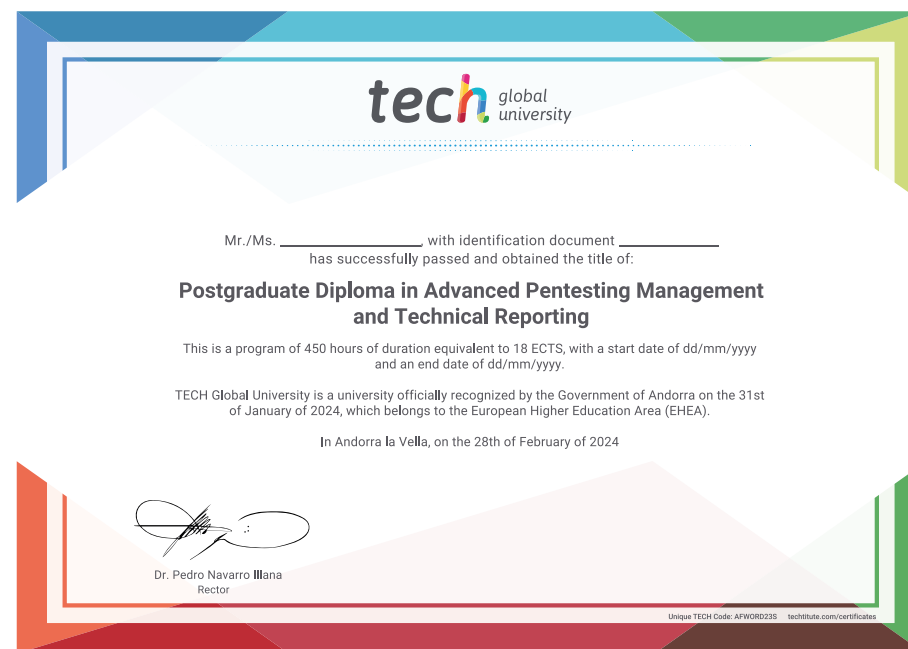 tech global university
Mr./Ms. ____________, with identification document ____________
has successfully passed and obtained the title of:
Postgraduate Diploma in Advanced Pentesting Management
and Technical Reporting
This is a program of 450 hours of duration equivalent to 18 ECTS, with a start date of dd/mm/yyyy
and an end date of dd/mm/yyyy.
TECH Global University is a university officially recognized by the Government of Andorra on the 31st
of January of 2024, which belongs to the European Higher Education Area (EHEA).
In Andorra la Vella, on the 28th of February of 2024
Dr. Pedro Navarro Illana
Rector
Unique TECH Code: AFWORD23S techtitute.com/certificates